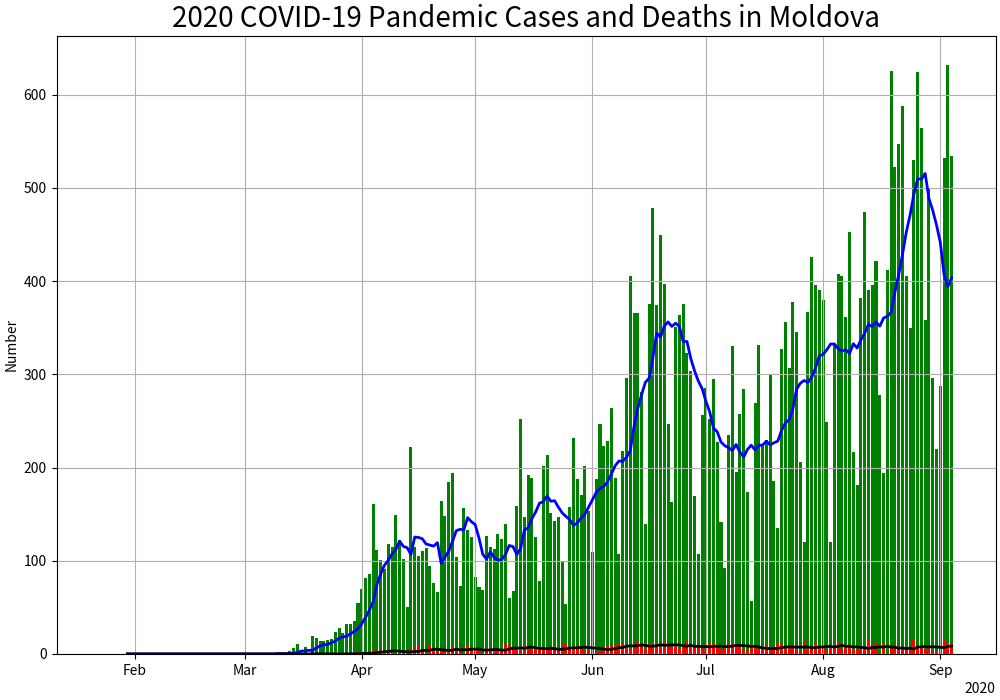 2020 COVID-19 Pandemic Cases and Deaths in Moldova
Number
600
500
400
300
200
100
0
Feb
Mar
Apr
May
Jun
Jul
Aug
Sep
2020